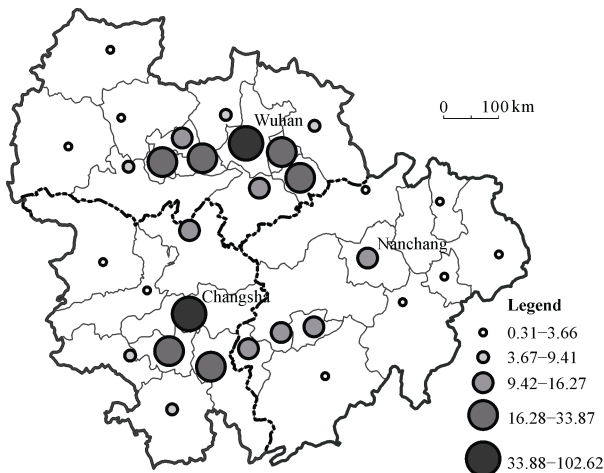 0 100 km
Wuhan
Nanchang
Changsha
Legend
0.31−3.66
3.67−9.41
9.42−16.27
16.28−33.87
33.88−102.62